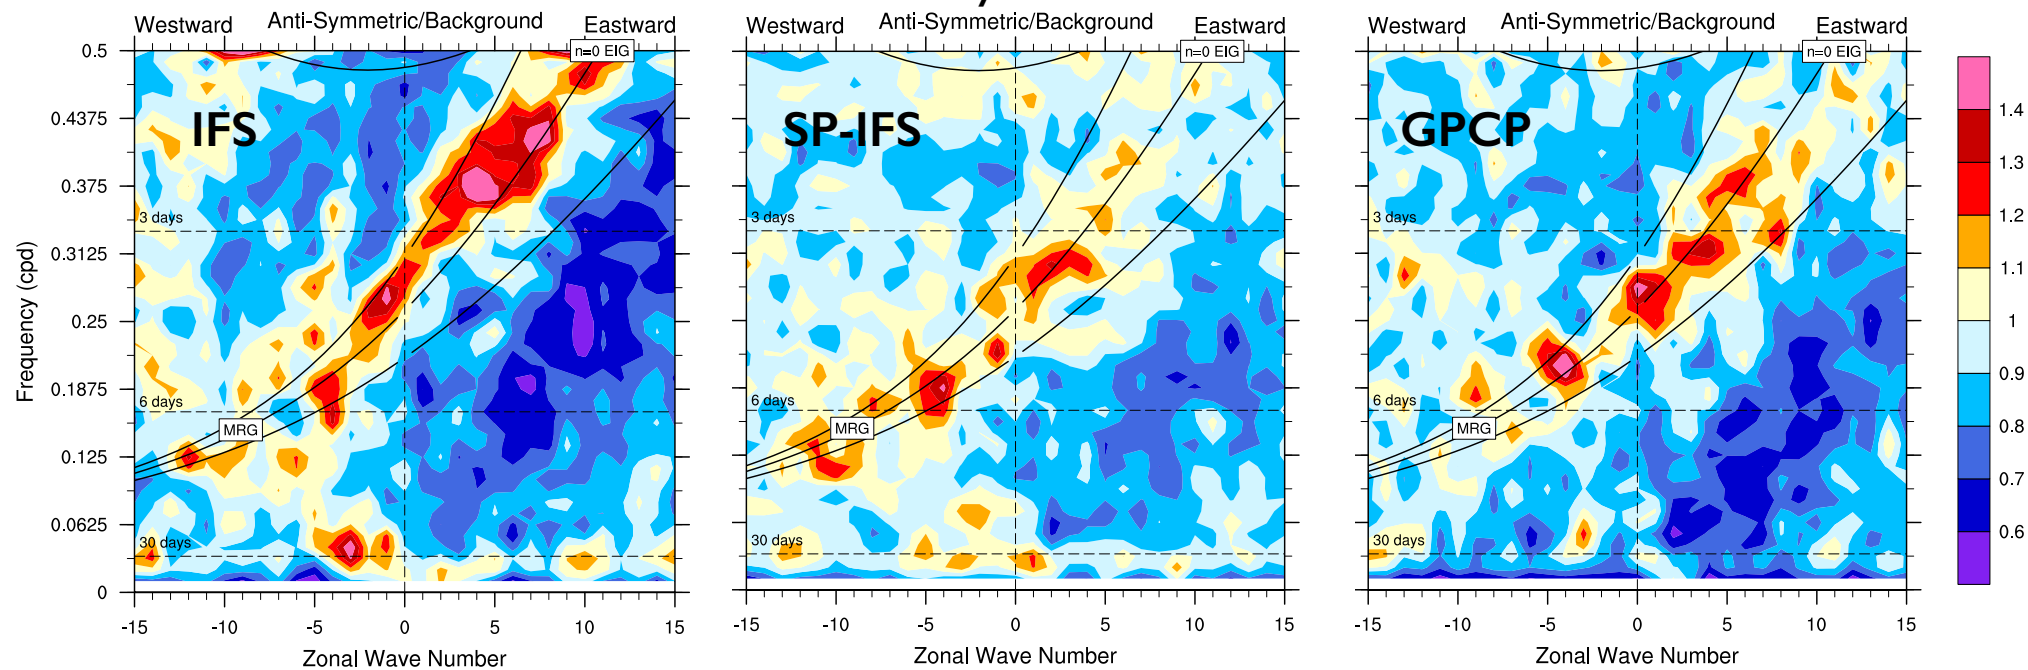 Westward Anti-Symmetric/Background Eastward
n=0 EIG
IFS
3 days
6 days
MRG
30 days
0.5
0.4375
0.375
0.3125
0.25
0.1875
0.125
0.0625
0
Frequency (cpd)
-15 -10 -5 0 5 10 15
Zonal Wave Number
Westward Anti-Symmetric/Background Eastward
n=0 EIG
SP-IFS
3 days
6 days
MRG
30 days
-15 -10 -5 0 5 10 15
Zonal Wave Number
Westward Anti-Symmetric/Background Eastward
n=0 EIG
GPCP
3 days
6 days
MRG
30 days
-15 -10 -5 0 5 10 15
Zonal Wave Number
1.4
1.3
1.2
1.1
1
0.9
0.8
0.7
0.6